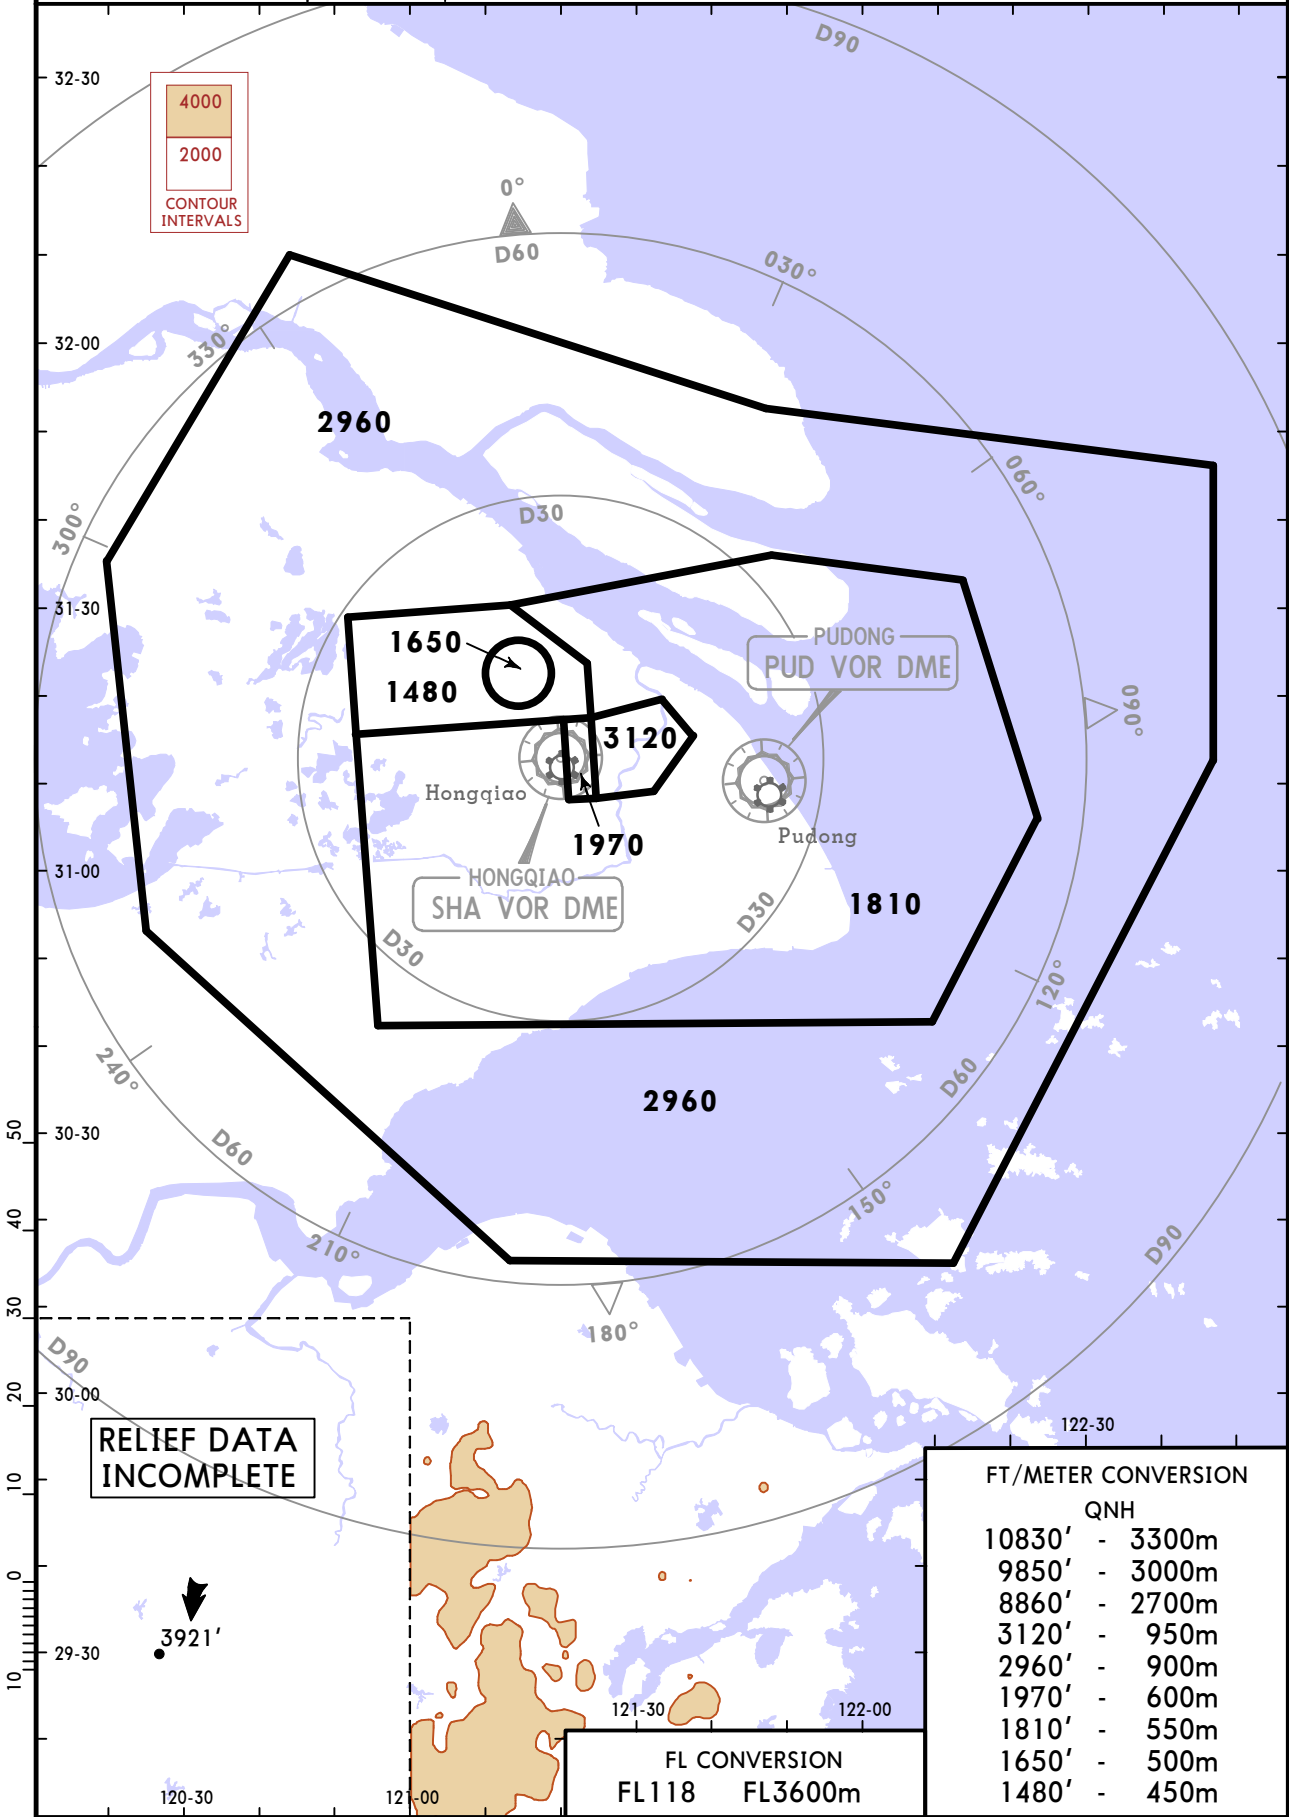 D90
32-30
4000
2000
CONTOUR
INTERVALS
0°
D60
030°
330°
32-00
2960
060°
300°
D30
31-30
1650
1480
PUDONG
PUD VOR DME
090°
3120
Hongqiao
Pudong
1970
31-00
HONGQIAO
SHA VOR DME
1810
D30
D30
120°
240°
D60
2960
50
30-30
D60
150°
40
210°
D90
30
180°
D90
20
30-00
122-30
RELIEF DATA
INCOMPLETE
10
0
3921'
29-30
10
121-30
122-00
120-30
121-00
FL CONVERSION
FL118 FL3600m
FT/METER CONVERSION
QNH
10830' - 3300m
9850' - 3000m
8860' - 2700m
3120' - 950m
2960' - 900m
1970' - 600m
1810' - 550m
1650' - 500m
1480' - 450m